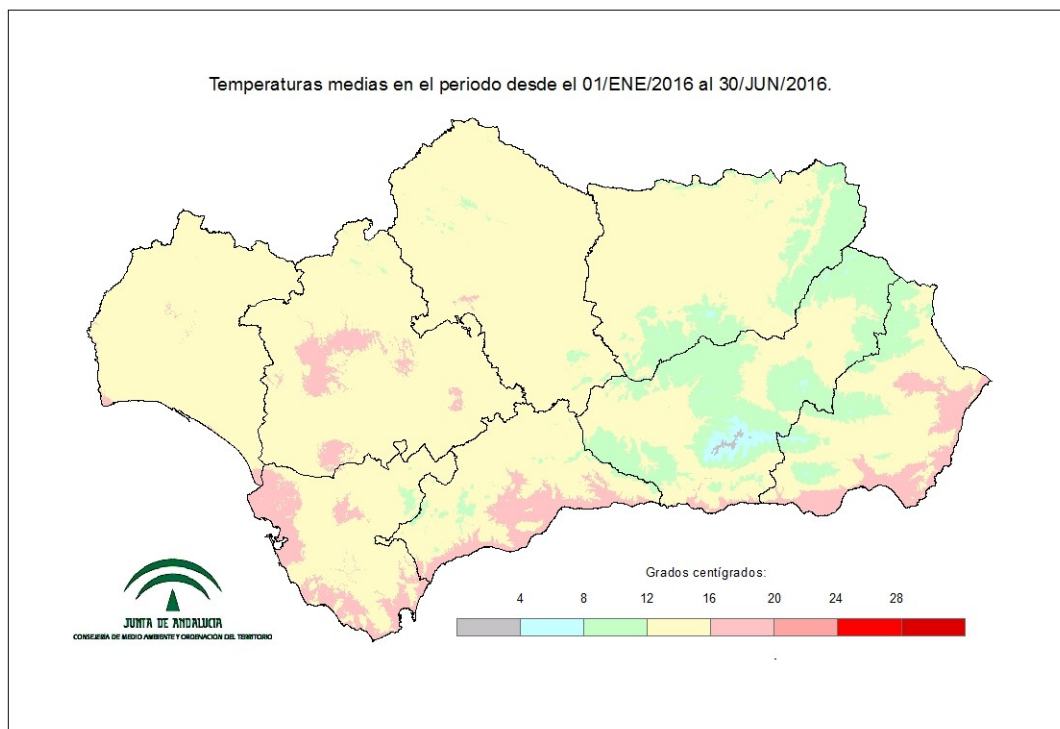 Temperaturas medias en el periodo desde el 01/ENE/2016 al 30/JUN/2016.
Grados centígrados:
4 8 12 16 20 24 28
JUNTA DE ANDALUCIA
CONSEJERÍA DE MEDIO AMBIENTE Y ORDENACIÓN DEL TERRITORIO